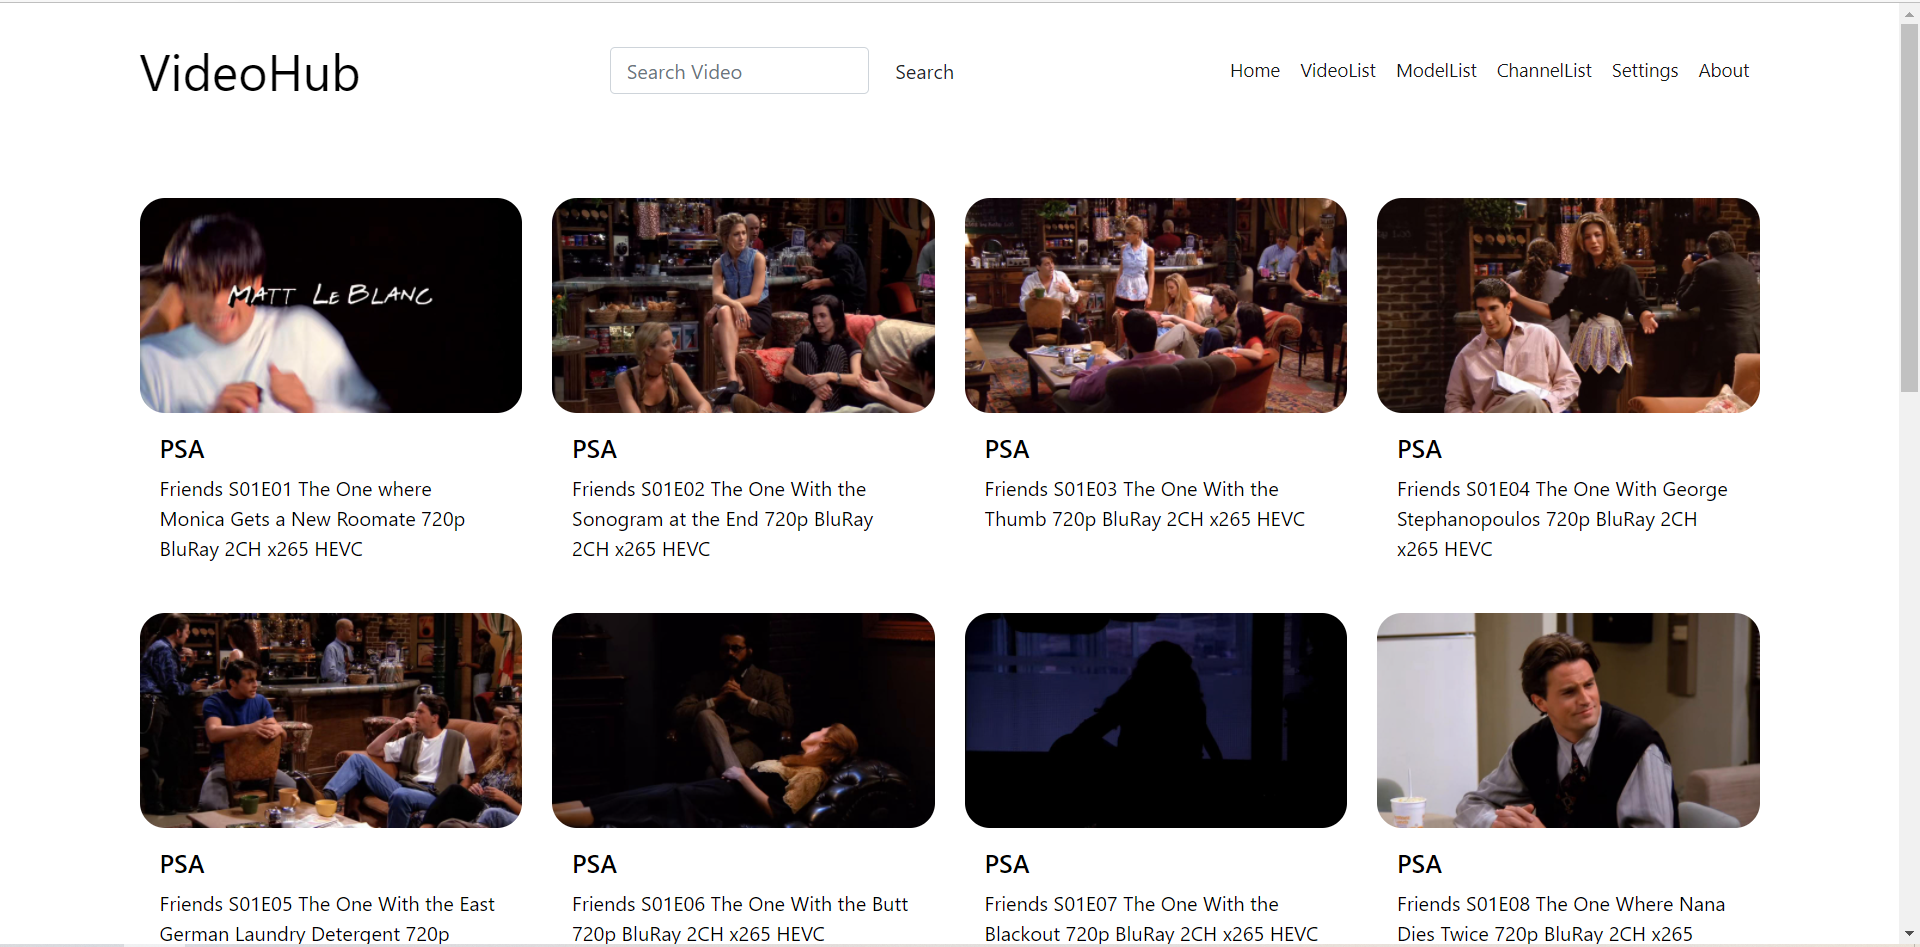 VideoHub
Search Video
Search
Home VideoList ModelList ChannelList Settings About
MATT LEBLANC
PSA
Friends S01E01 The One where
Monica Gets a New Roomate 720p
BluRay 2CH x265 HEVC
PSA
Friends S01E02 The One With the
Sonogram at the End 720p BluRay
2CH x265 HEVC
PSA
Friends S01E03 The One With the
Thumb 720p BluRay 2CH x265 HEVC
PSA
Friends S01E04 The One With George
Stephanopoulos 720p BluRay 2CH
x265 HEVC
PSA
Friends S01E05 The One With the East
German Laundry Detergent 720p
PSA
Friends S01E06 The One With the Butt
720p BluRay 2CH x265 HEVC
PSA
Friends S01E07 The One With the
Blackout 720p BluRay 2CH x265 HEVC
PSA
Friends S01E08 The One Where Nana
Dies Twice 720p BluRay 2CH x265